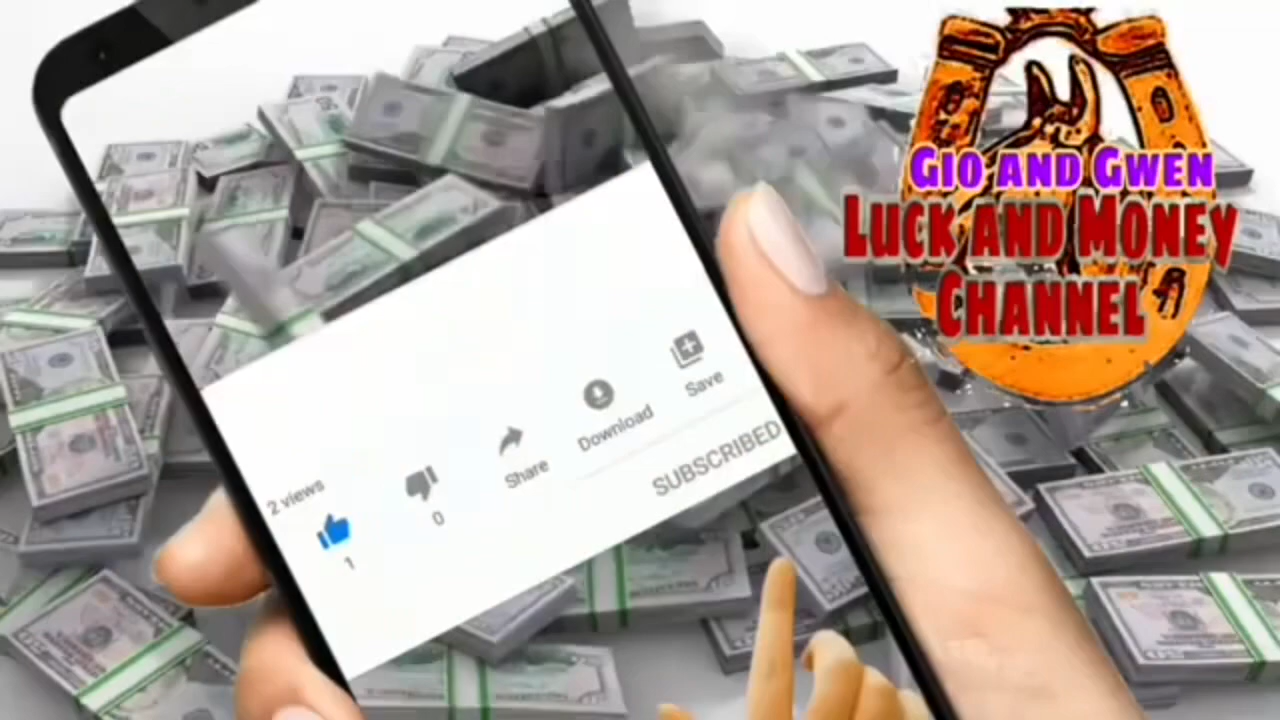 Gio and Gwen
Luck and Money
Channel
2 views
1
0
Share
Download
Save
SUBSCRIBED